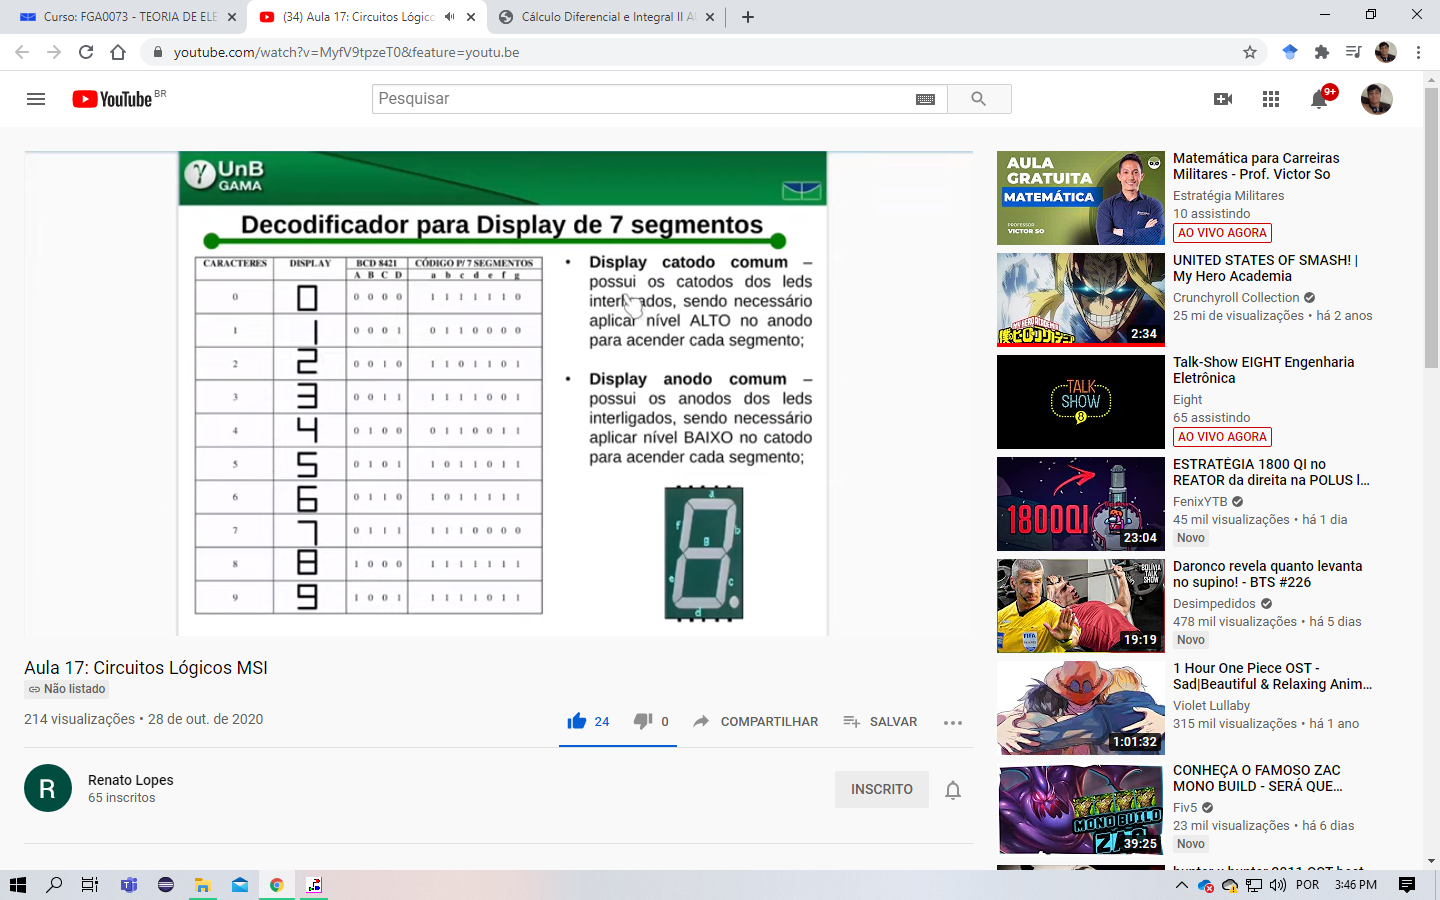 Curso: FGA0073 - TEORIA DE ELE
(34) Aula 17: Circuitos Lógico
Cálculo Diferencial e Integral II A
youtube.com/watch?v=MyfV9tpzeT0&feature=youtu.be
YouTube BR
Pesquisar
9+
UnB
GAMA
Decodificador para Display de 7 segmentos
CARACTERES DISPLAY BCD 8421 CÓDIGO P/ 7 SEGMENTOS
A B C D a b c d e f g
0 0 0 0 0 0 1 1 1 1 1 1 0
1 1 0 0 0 1 0 1 1 0 0 0 0
2 2 0 0 1 0 1 1 0 1 1 0 1
3 3 0 0 1 1 1 1 1 1 0 0 1
4 4 0 1 0 0 0 1 1 0 0 1 1
5 5 0 1 0 1 1 0 1 1 0 1 1
6 6 0 1 1 0 1 0 1 1 1 1 1
7 7 0 1 1 1 1 1 1 0 0 0 0
8 8 1 0 0 0 1 1 1 1 1 1 1
9 9 1 0 0 1 1 1 1 1 0 1 1
• Display catodo comum –
possui os catodos dos leds
interligados, sendo necessário
aplicar nível ALTO no anodo
para acender cada segmento;
• Display anodo comum –
possui os anodos dos leds
interligados, sendo necessário
aplicar nível BAIXO no catodo
para acender cada segmento;
a
f b
g
e c
d
Aula 17: Circuitos Lógicos MSI
Não listado
214 visualizações • 28 de out. de 2020
24 0 COMPARTILHAR SALVAR
R
Renato Lopes
65 inscritos
INSCRITO
AULA
GRATUITA
MATEMÁTICA
PROFESSOR
VICTOR SO
Matemática para Carreiras
Militares - Prof. Victor So
Estratégia Militares
10 assistindo
AO VIVO AGORA
2:34
UNITED STATES OF SMASH! |
My Hero Academia
Crunchyroll Collection
25 mi de visualizações • há 2 anos
TALK
SHOW
8
Talk-Show EIGHT Engenharia
Eletrônica
Eight
65 assistindo
AO VIVO AGORA
1800QI
23:04
ESTRATÉGIA 1800 QI no
REATOR da direita na POLUS l...
FenixYTB
45 mil visualizações • há 1 dia
Novo
BOLÍVIA
TALK
SHOW
FIFA
19:19
Daronco revela quanto levanta
no supino! - BTS #226
Desimpedidos
478 mil visualizações • há 5 dias
Novo
1:01:32
1 Hour One Piece OST -
Sad|Beautiful & Relaxing Anim...
Violet Lullaby
315 mil visualizações • há 1 ano
MONO BUILD
ZAC
39:25
CONHEÇA O FAMOSO ZAC
MONO BUILD - SERÁ QUE...
Fiv5
23 mil visualizações • há 6 dias
Novo
POR 3:46 PM